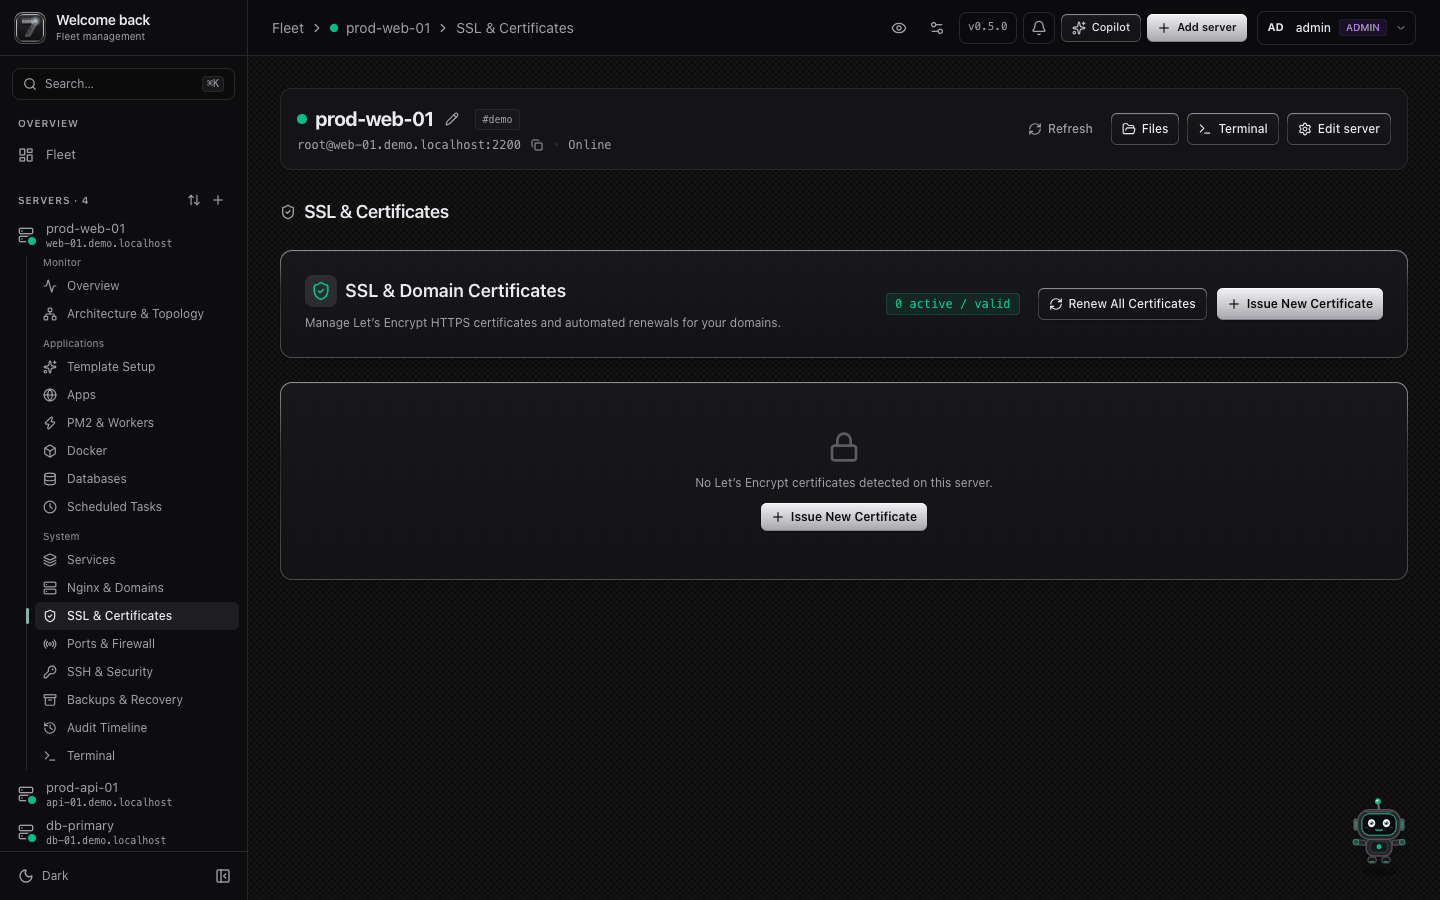 7
Welcome back
Fleet management
Search...
⌘K
OVERVIEW
Fleet
SERVERS · 4
prod-web-01
web-01.demo.localhost
Monitor
Overview
Architecture & Topology
Applications
Template Setup
Apps
PM2 & Workers
Docker
Databases
Scheduled Tasks
System
Services
Nginx & Domains
SSL & Certificates
Ports & Firewall
SSH & Security
Backups & Recovery
Audit Timeline
Terminal
prod-api-01
api-01.demo.localhost
db-primary
db-01.demo.localhost
Dark
Fleet > prod-web-01 > SSL & Certificates
v0.5.0
Copilot
+ Add server
AD admin ADMIN
prod-web-01 #demo
root@web-01.demo.localhost:2200 · Online
Refresh
Files
Terminal
Edit server
SSL & Certificates
SSL & Domain Certificates
Manage Let's Encrypt HTTPS certificates and automated renewals for your domains.
0 active / valid
Renew All Certificates
+ Issue New Certificate
No Let's Encrypt certificates detected on this server.
+ Issue New Certificate